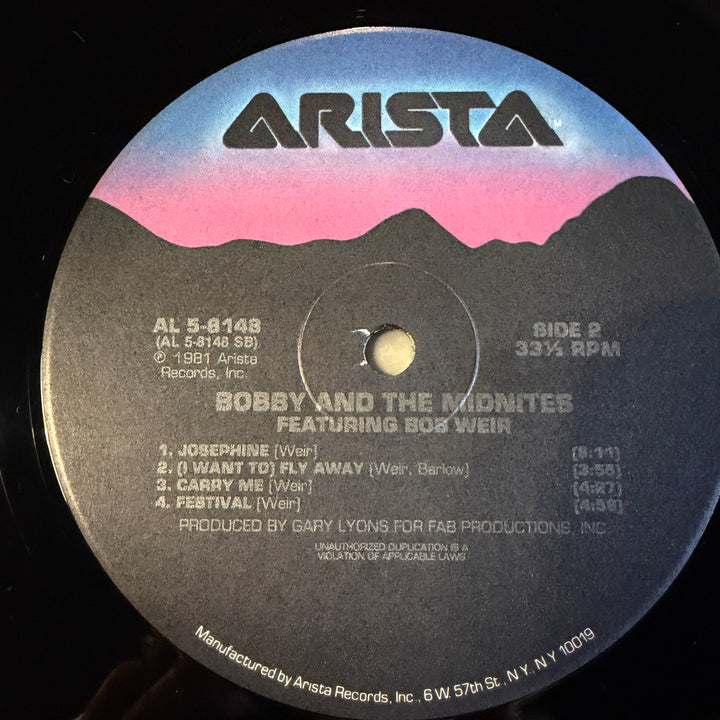 ARISTA
AL 5-8148
(AL 5-8148 SB)
℗ 1981 Arista
Records, Inc.
SIDE 2
33⅓ RPM
BOBBY AND THE MIDNITES
FEATURING BOB WEIR
1. JOSEPHINE [Weir] [5:11]
2. (I WANT TO) FLY AWAY [Weir, Barlow] [3:56]
3. CARRY ME [Weir] [4:27]
4. FESTIVAL [Weir] [4:59]
PRODUCED BY GARY LYONS FOR FAB PRODUCTIONS, INC.
UNAUTHORIZED DUPLICATION IS A
VIOLATION OF APPLICABLE LAWS
Manufactured by Arista Records, Inc., 6 W. 57th St., N.Y., N.Y. 10019